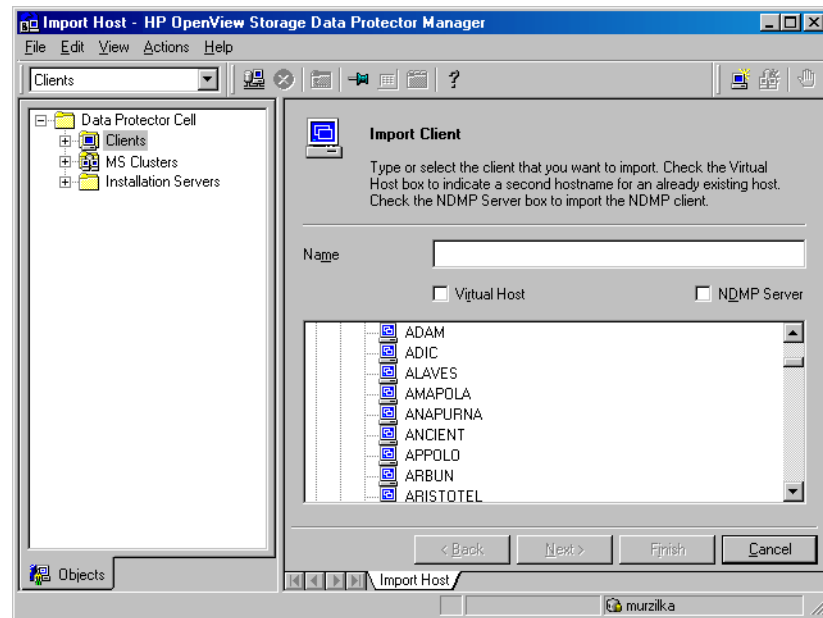 Import Host - HP OpenView Storage Data Protector Manager
File Edit View Actions Help
Clients
Data Protector Cell
Clients
MS Clusters
Installation Servers
Import Client
Type or select the client that you want to import. Check the Virtual
Host box to indicate a second hostname for an already existing host.
Check the NDMP Server box to import the NDMP client.
Name
Virtual Host
NDMP Server
ADAM
ADIC
ALAVES
AMAPOLA
ANAPURNA
ANCIENT
APPOLO
ARBUN
ARISTOTEL
< Back
Next >
Finish
Cancel
Objects
Import Host
murzilka